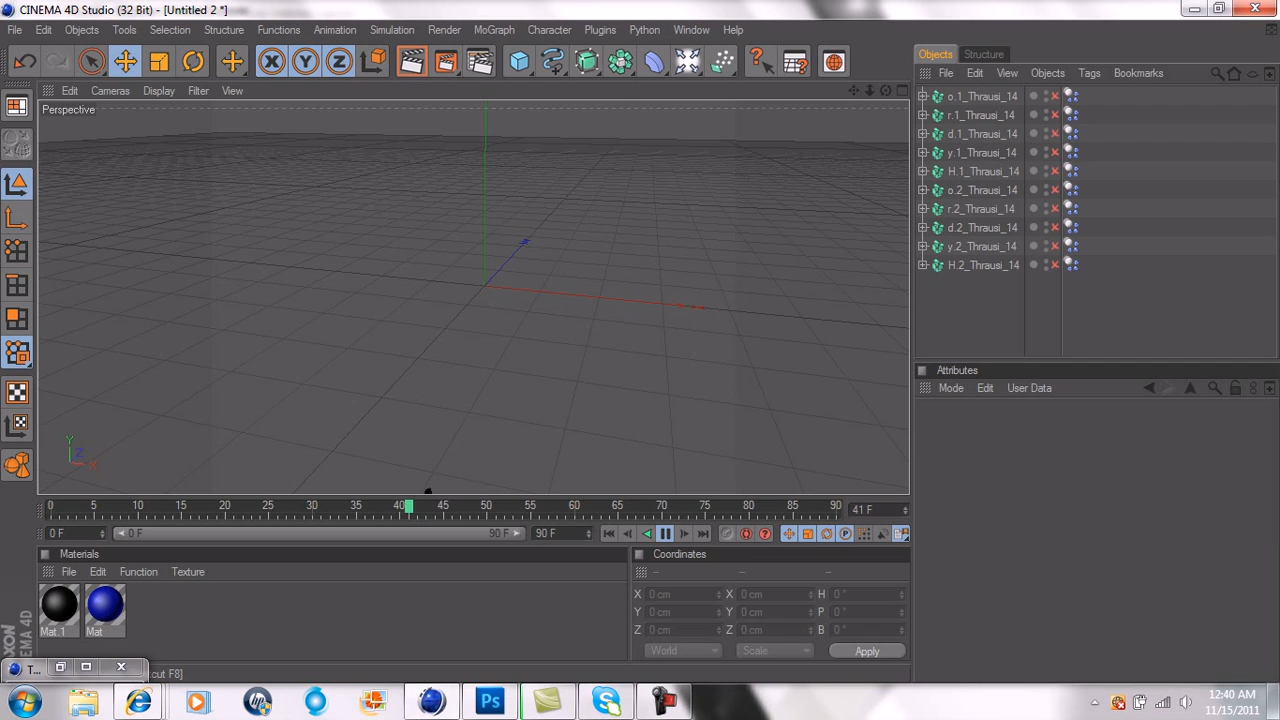 CINEMA 4D Studio (32 Bit) - [Untitled 2 *]
File Edit Objects Tools Selection Structure Functions Animation Simulation Render MoGraph Character Plugins Python Window Help
Objects Structure
File Edit View Objects Tags Bookmarks
Edit Cameras Display Filter View
Perspective
o.1_Thrausi_14
r.1_Thrausi_14
d.1_Thrausi_14
y.1_Thrausi_14
H.1_Thrausi_14
o.2_Thrausi_14
r.2_Thrausi_14
d.2_Thrausi_14
y.2_Thrausi_14
H.2_Thrausi_14
Attributes
Mode Edit User Data
X Y Z
Y
Z
X
0 5 10 15 20 25 30 35 40 45 50 55 60 65 70 75 80 85 90
41 F
0 F 0 F 90 F 90 F
Materials
File Edit Function Texture
Mat.1 Mat
Coordinates
-- -- --
X 0 cm X 0 cm H 0 °
Y 0 cm Y 0 cm P 0 °
Z 0 cm Z 0 cm B 0 °
World Scale Apply
T...
cut F8]
CINEMA 4D
12:40 AM
11/15/2011